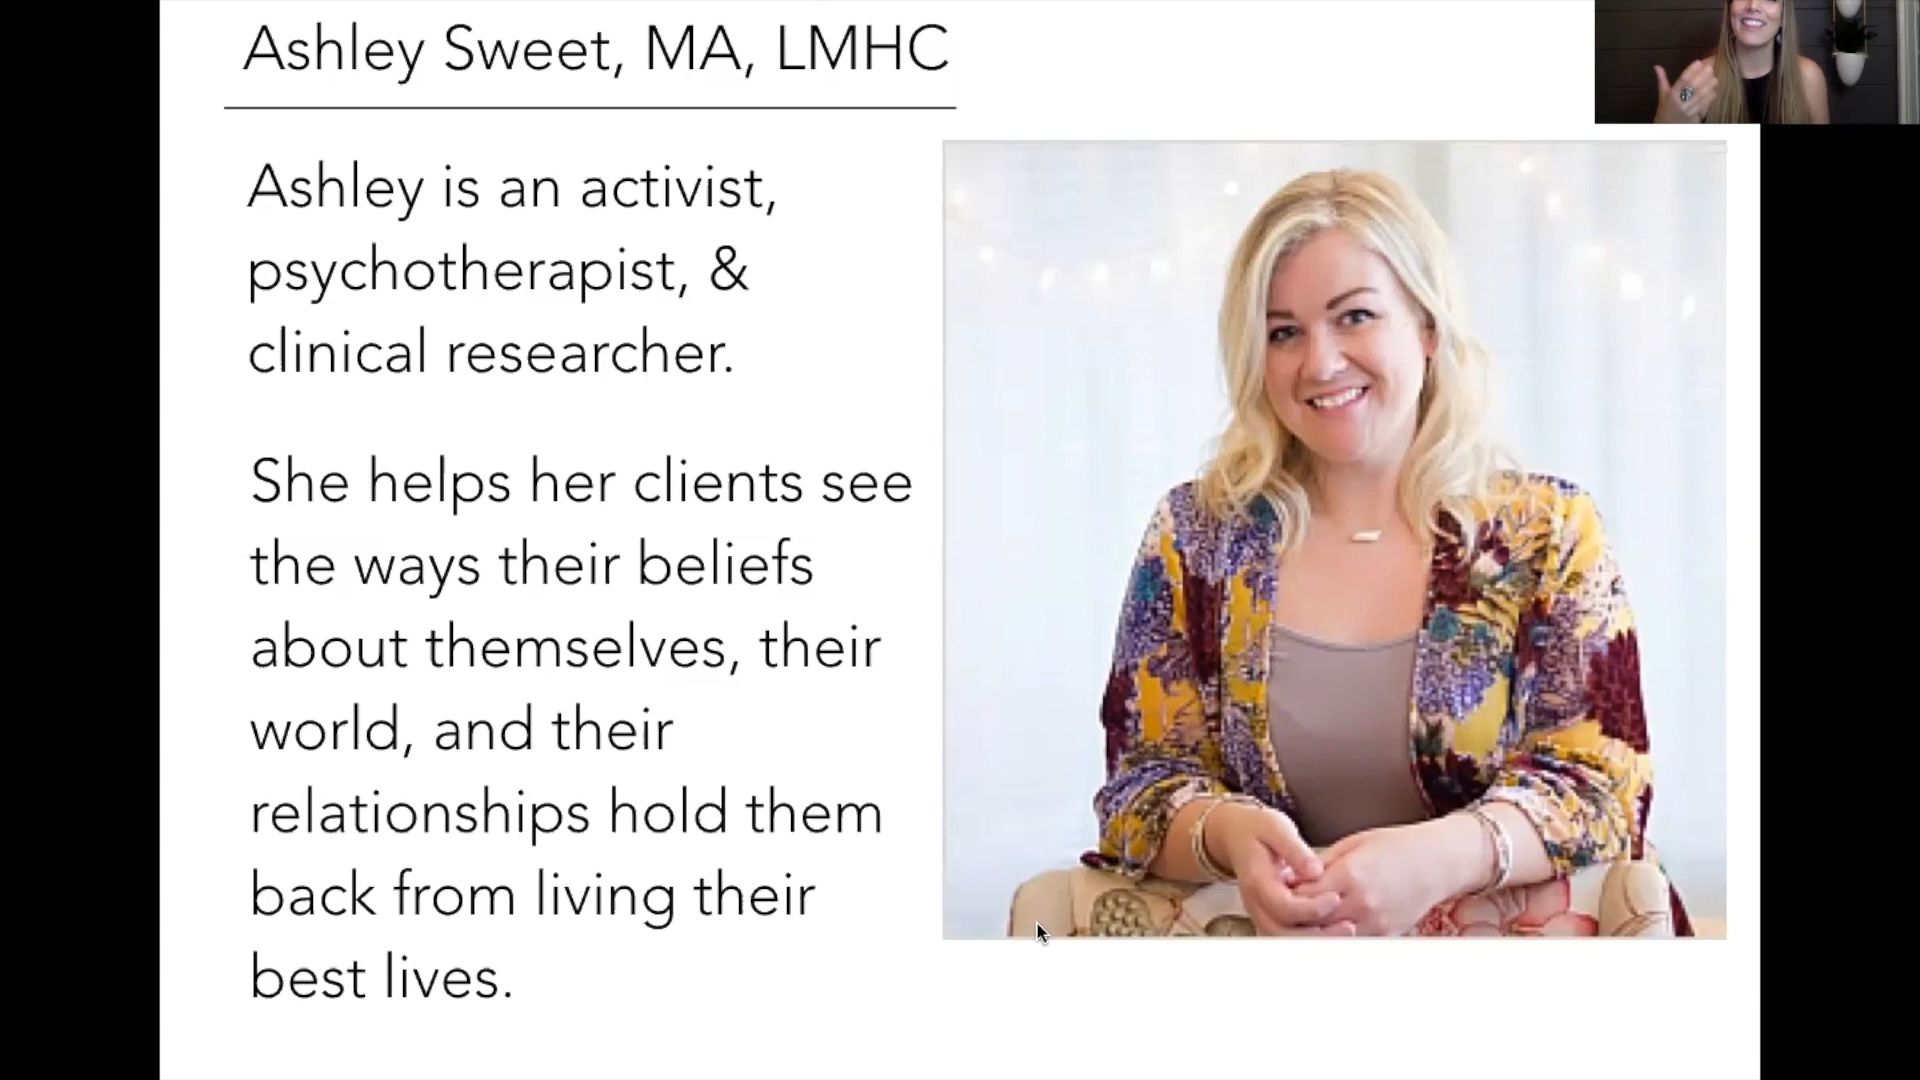 Ashley Sweet, MA, LMHC
Ashley is an activist,
psychotherapist, &
clinical researcher.
She helps her clients see
the ways their beliefs
about themselves, their
world, and their
relationships hold them
back from living their
best lives.